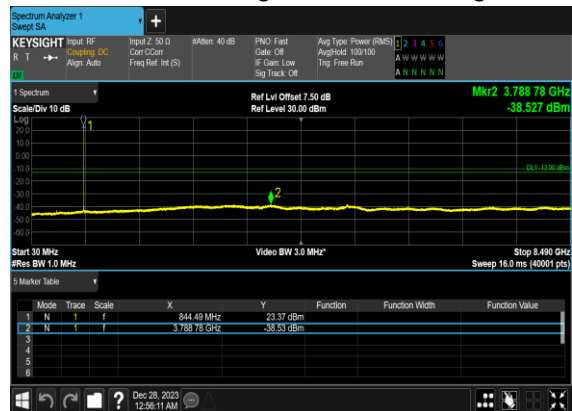 Spectrum Analyzer 1
Swept SA
+
KEYSIGHT Input: RF Input Z: 50 Ω #Atten: 40 dB PNO: Fast Avg Type: Power (RMS) 1 2 3 4 5 6
R T Coupling: DC Corr CCorr Gate: Off Avg|Hold: 100/100 A W W W W W
Align: Auto Freq Ref: Int (S) IF Gain: Low Trig: Free Run
LW Sig Track: Off A N N N N N
1 Spectrum Ref Lvl Offset 7.50 dB Mkr2 3.788 78 GHz
Scale/Div 10 dB Ref Level 30.00 dBm -38.527 dBm
Log
1
20.0
10.0
0.00
-10.0 DL1 -13.00 dBm
-20.0
-30.0 2
-40.0
-50.0
-60.0
Start 30 MHz Video BW 3.0 MHz* Stop 8.490 GHz
#Res BW 1.0 MHz Sweep 16.0 ms (40001 pts)
5 Marker Table
Mode Trace Scale X Y Function Function Width Function Value
1 N 1 f 844.49 MHz 23.37 dBm
2 N 1 f 3.788 78 GHz -38.53 dBm
3
4
5
6
? Dec 28, 2023
12:56:11 AM